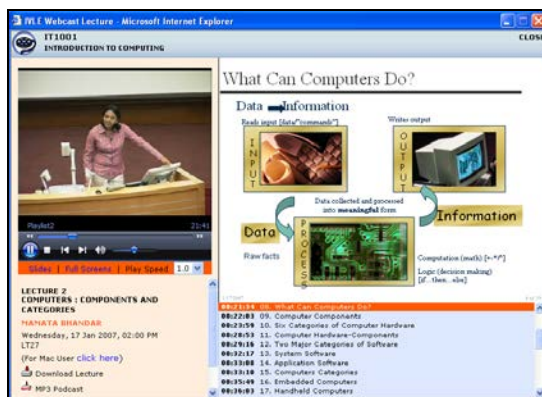 IVLE Webcast Lecture - Microsoft Internet Explorer
IT1001
INTRODUCTION TO COMPUTING
CLOSE
Playlist2
21:41
Slides | Full Screens | Play Speed 1.0
LECTURE 2
COMPUTERS : COMPONENTS AND
CATEGORIES
MANATA BHANDAR
Wednesday, 17 Jan 2007, 02:00 PM
LT27
(For Mac User click here)
Download Lecture
MP3 Podcast
What Can Computers Do?
Data Information
Reads input [data/"commands"]
Writes output
INPUT
OUTPUT
Data collected and processed
into meaningful form
Data
Information
PROCESS
Raw facts
Computation (math) [+-*/^]
Logic (decision making)
[if...then...else]
00:21:34 08. What Can Computers Do?
00:22:03 09. Computer Components
00:23:59 10. Six Categories of Computer Hardware
00:28:53 11. Computer Hardware-Components
00:29:16 12. Two Major Categories of Software
00:32:17 13. System Software
00:33:08 14. Application Software
00:33:10 15. Computers Categories
00:35:49 16. Embedded Computers
00:36:03 17. Handheld Computers